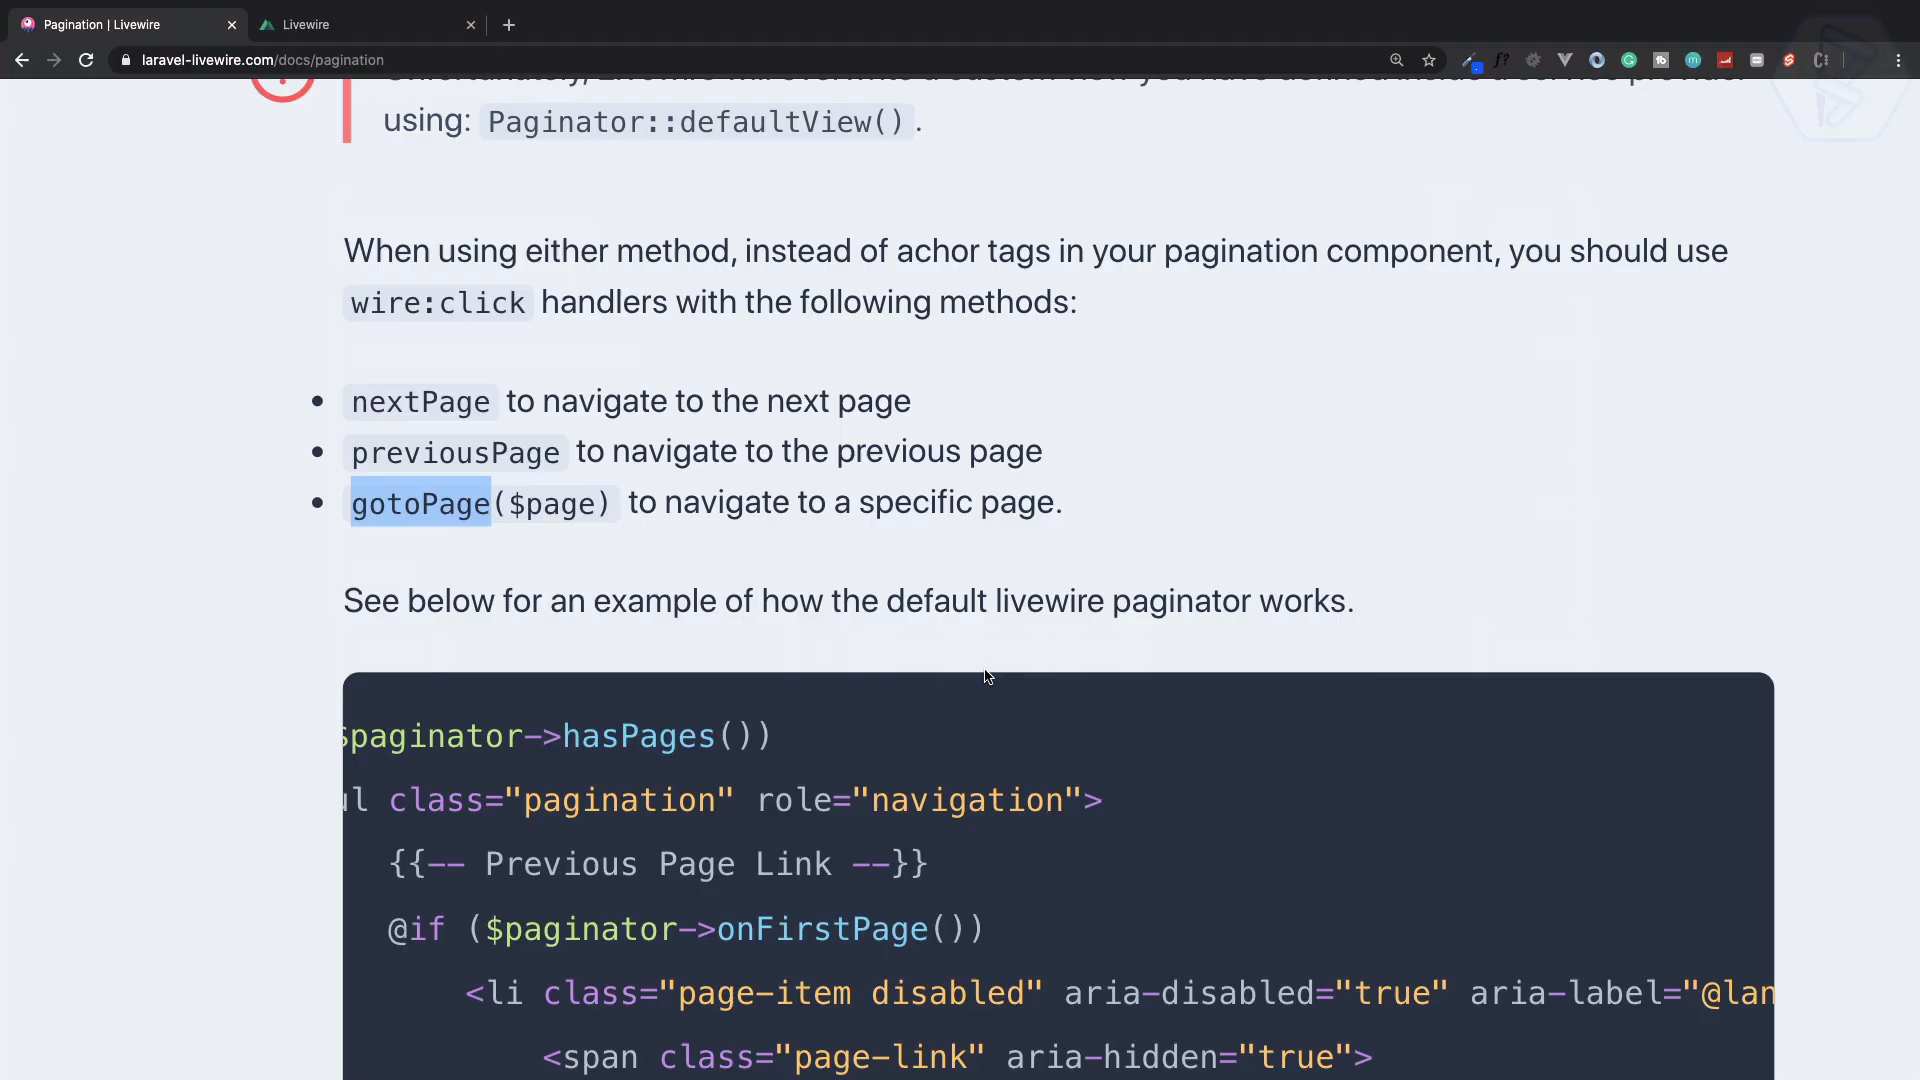 Pagination | Livewire
Livewire
laravel-livewire.com/docs/pagination
using: Paginator::defaultView().
When using either method, instead of achor tags in your pagination component, you should use
wire:click handlers with the following methods:
nextPage to navigate to the next page
previousPage to navigate to the previous page
gotoPage($page) to navigate to a specific page.
See below for an example of how the default livewire paginator works.
$paginator->hasPages())
ul class="pagination" role="navigation">
{{-- Previous Page Link --}}
@if ($paginator->onFirstPage())
<li class="page-item disabled" aria-disabled="true" aria-label="@lan
<span class="page-link" aria-hidden="true">